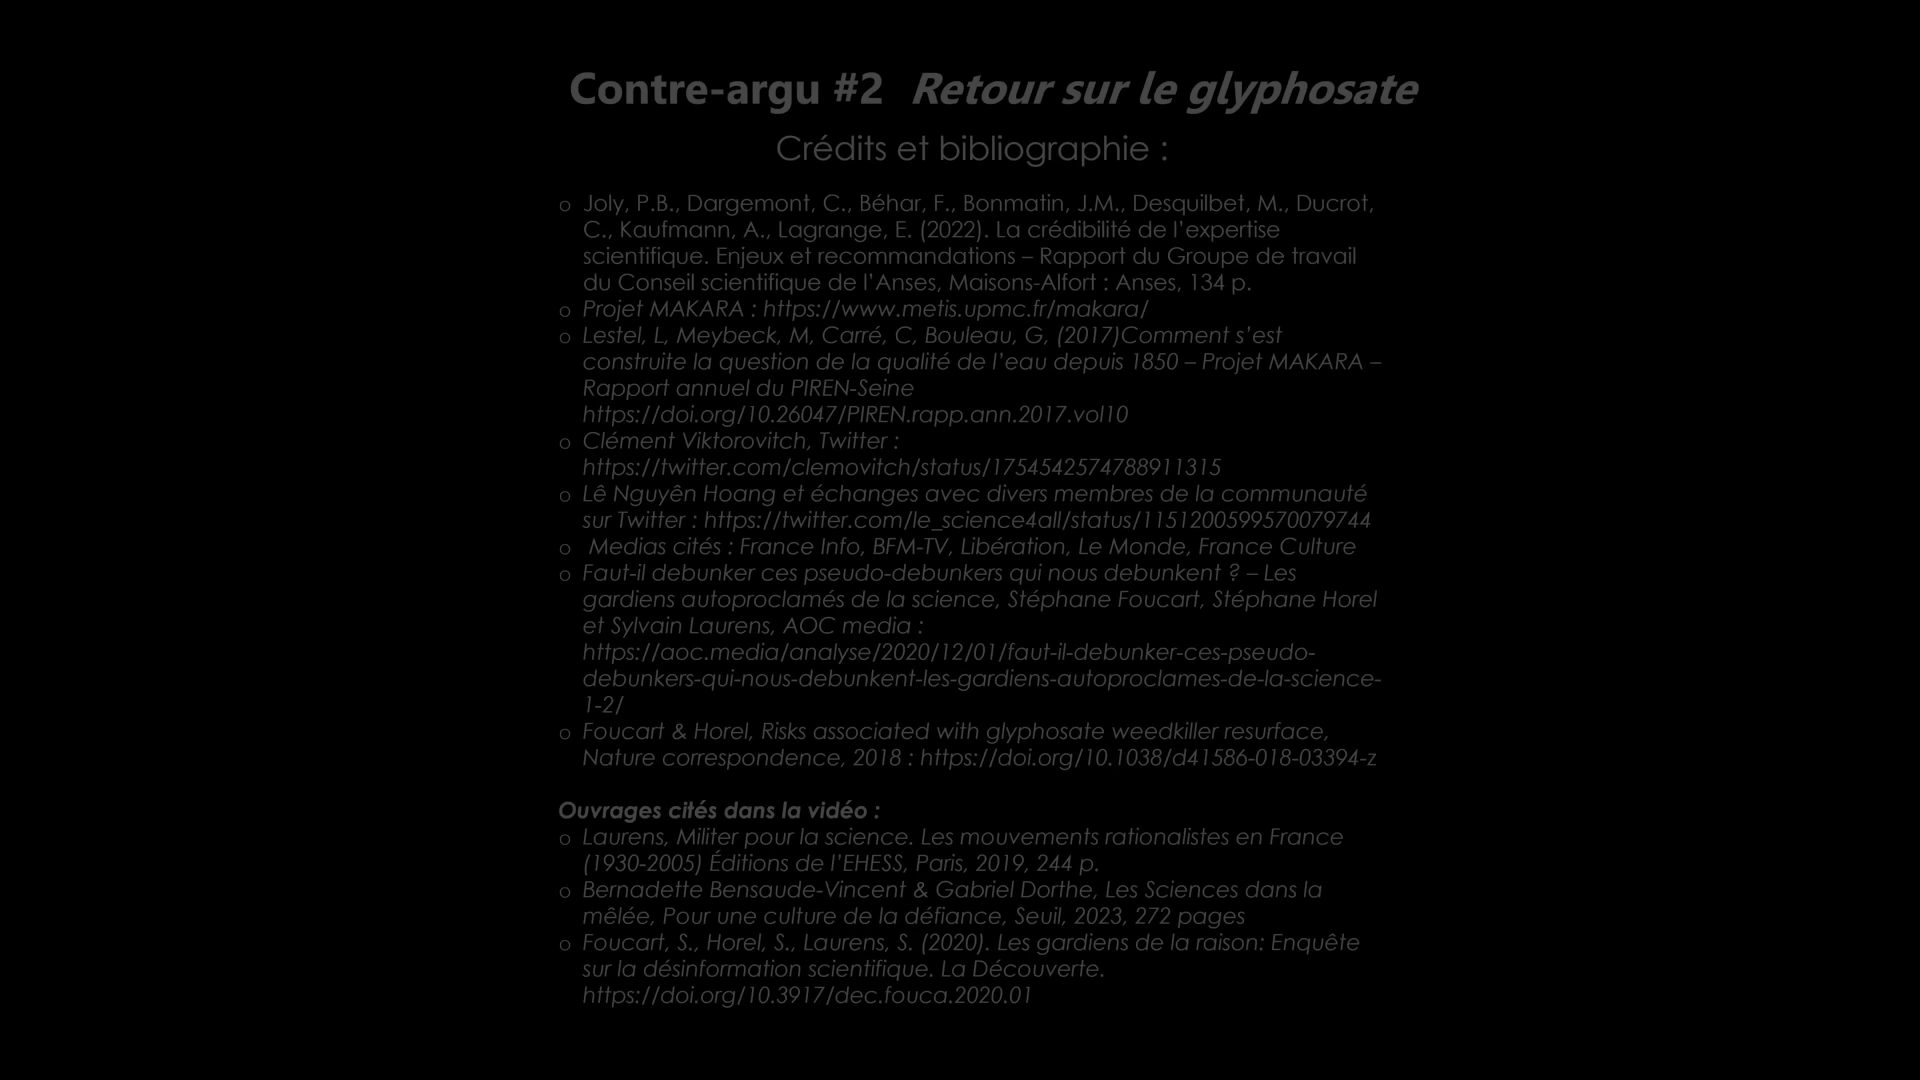 Contre-argu #2 Retour sur le glyphosate
Crédits et bibliographie :
o Joly, P.B., Dargemont, C., Béhar, F., Bonmatin, J.M., Desquilbet, M., Ducrot,
C., Kaufmann, A., Lagrange, E. (2022). La crédibilité de l’expertise
scientifique. Enjeux et recommandations – Rapport du Groupe de travail
du Conseil scientifique de l’Anses, Maisons-Alfort : Anses, 134 p.
o Projet MAKARA : https://www.metis.upmc.fr/makara/
o Lestel, L, Meybeck, M, Carré, C, Bouleau, G, (2017)Comment s’est
construite la question de la qualité de l’eau depuis 1850 – Projet MAKARA –
Rapport annuel du PIREN-Seine
https://doi.org/10.26047/PIREN.rapp.ann.2017.vol10
o Clément Viktorovitch, Twitter :
https://twitter.com/clemovitch/status/1754542574788911315
o Lê Nguyên Hoang et échanges avec divers membres de la communauté
sur Twitter : https://twitter.com/le_science4all/status/1151200599570079744
o Medias cités : France Info, BFM-TV, Libération, Le Monde, France Culture
o Faut-il debunker ces pseudo-debunkers qui nous debunkent ? – Les
gardiens autoproclamés de la science, Stéphane Foucart, Stéphane Horel
et Sylvain Laurens, AOC media :
https://aoc.media/analyse/2020/12/01/faut-il-debunker-ces-pseudo-
debunkers-qui-nous-debunkent-les-gardiens-autoproclames-de-la-science-
1-2/
o Foucart & Horel, Risks associated with glyphosate weedkiller resurface,
Nature correspondence, 2018 : https://doi.org/10.1038/d41586-018-03394-z
Ouvrages cités dans la vidéo :
o Laurens, Militer pour la science. Les mouvements rationalistes en France
(1930-2005) Éditions de l’EHESS, Paris, 2019, 244 p.
o Bernadette Bensaude-Vincent & Gabriel Dorthe, Les Sciences dans la
mêlée, Pour une culture de la défiance, Seuil, 2023, 272 pages
o Foucart, S., Horel, S., Laurens, S. (2020). Les gardiens de la raison: Enquête
sur la désinformation scientifique. La Découverte.
https://doi.org/10.3917/dec.fouca.2020.01